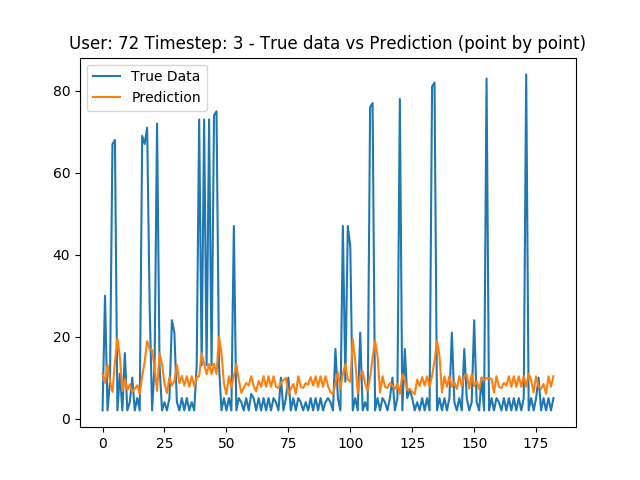 User: 72 Timestep: 3 - True data vs Prediction (point by point)
True Data
Prediction
80
60
40
20
0
0 25 50 75 100 125 150 175